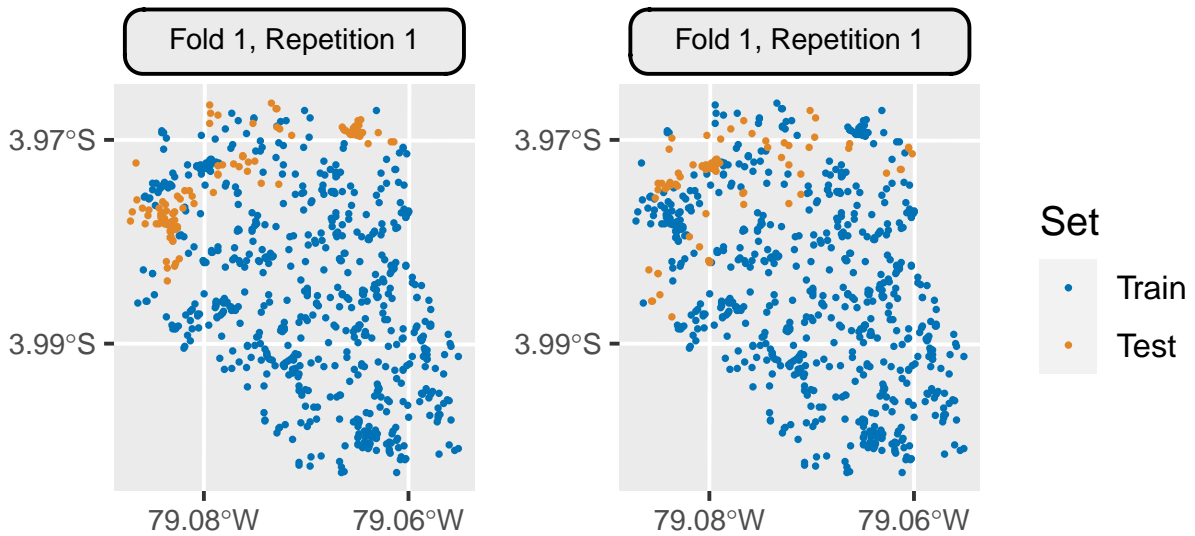 Fold 1, Repetition 1
Fold 1, Repetition 1
3.97°S
3.99°S
79.08°W
79.06°W
3.97°S
3.99°S
79.08°W
79.06°W
Set
Train
Test